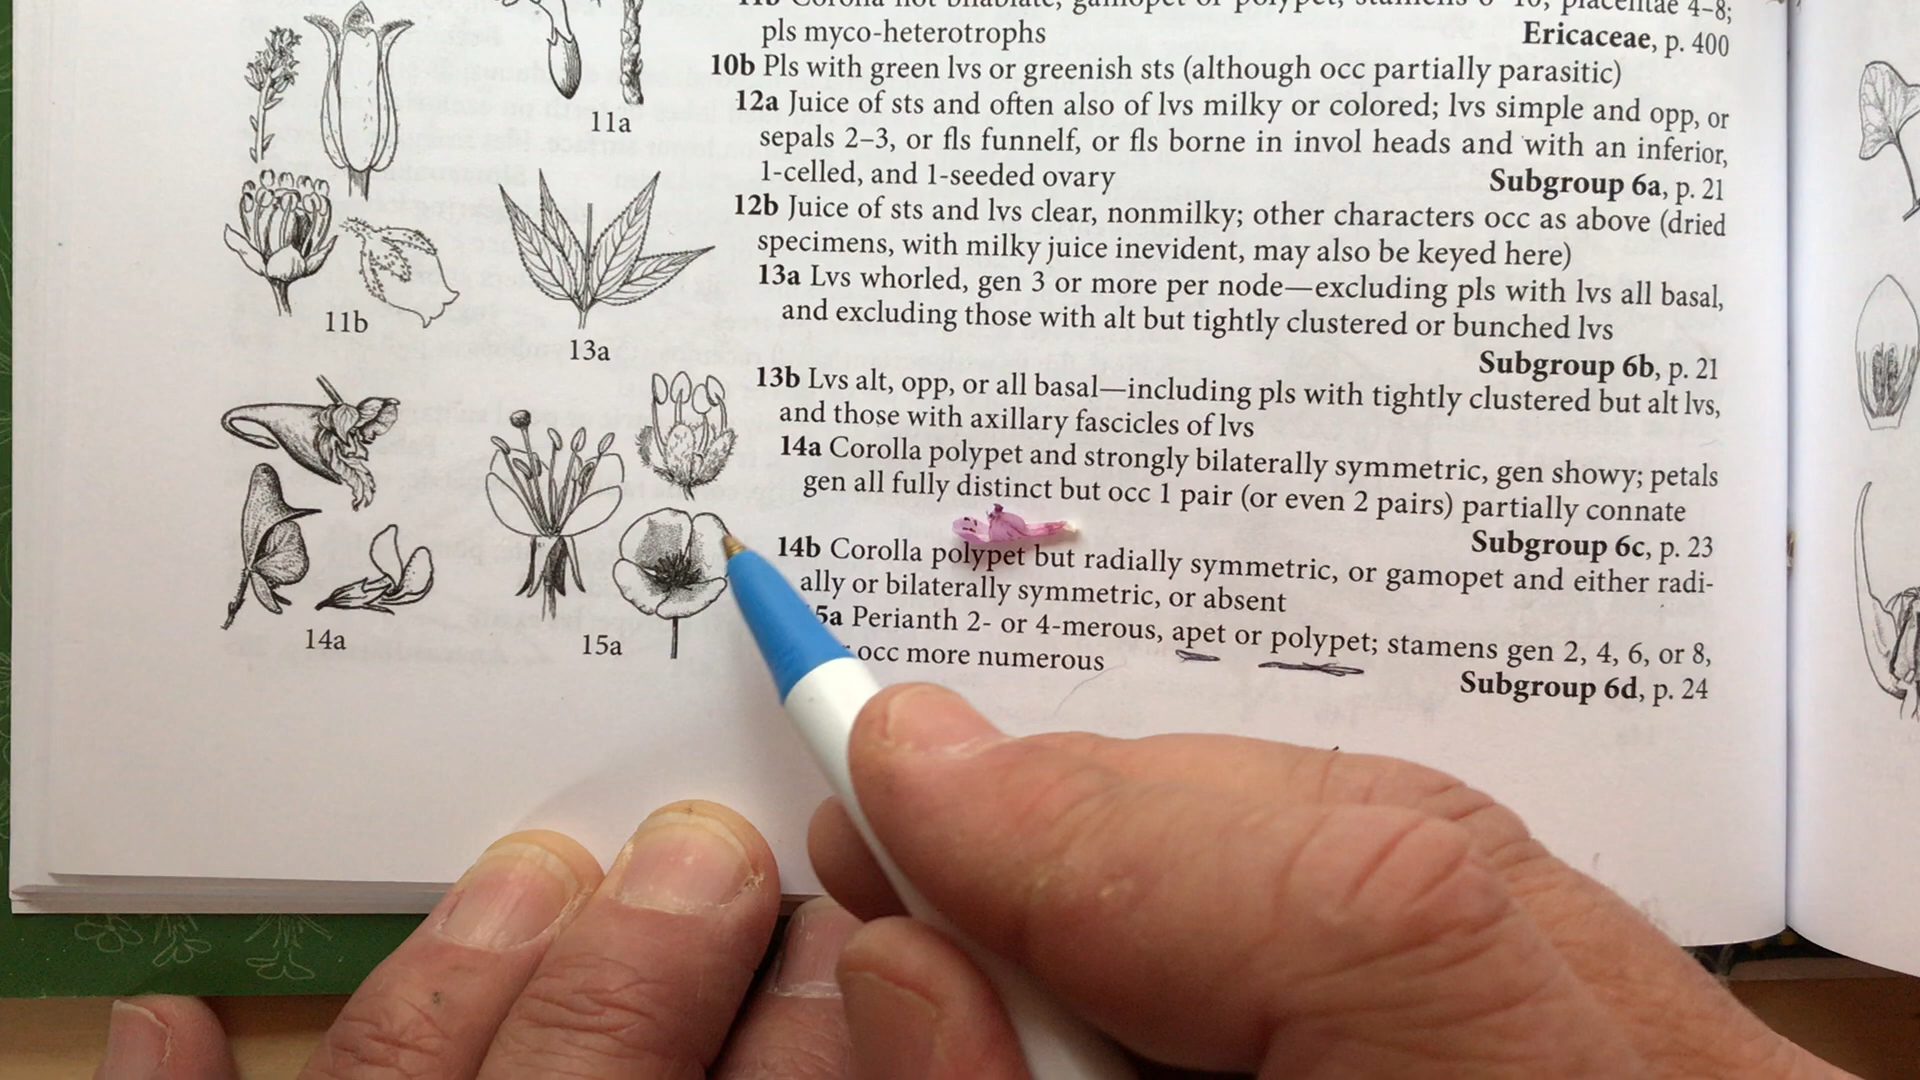 11b Corolla not bilabiate, gamopet or polypet; stamens 6–10; placentae 4–8;
pls myco-heterotrophs
Ericaceae, p. 400
10b Pls with green lvs or greenish sts (although occ partially parasitic)
12a Juice of sts and often also of lvs milky or colored; lvs simple and opp, or
sepals 2–3, or fls funnelf, or fls borne in invol heads and with an inferior,
1-celled, and 1-seeded ovary
Subgroup 6a, p. 21
12b Juice of sts and lvs clear, nonmilky; other characters occ as above (dried
specimens, with milky juice inevident, may also be keyed here)
13a Lvs whorled, gen 3 or more per node—excluding pls with lvs all basal,
and excluding those with alt but tightly clustered or bunched lvs
Subgroup 6b, p. 21
13b Lvs alt, opp, or all basal—including pls with tightly clustered but alt lvs,
and those with axillary fascicles of lvs
14a Corolla polypet and strongly bilaterally symmetric, gen showy; petals
gen all fully distinct but occ 1 pair (or even 2 pairs) partially connate
Subgroup 6c, p. 23
14b Corolla polypet but radially symmetric, or gamopet and either radi-
ally or bilaterally symmetric, or absent
5a Perianth 2- or 4-merous, apet or polypet; stamens gen 2, 4, 6, or 8,
occ more numerous
Subgroup 6d, p. 24
11a
11b
13a
14a
15a